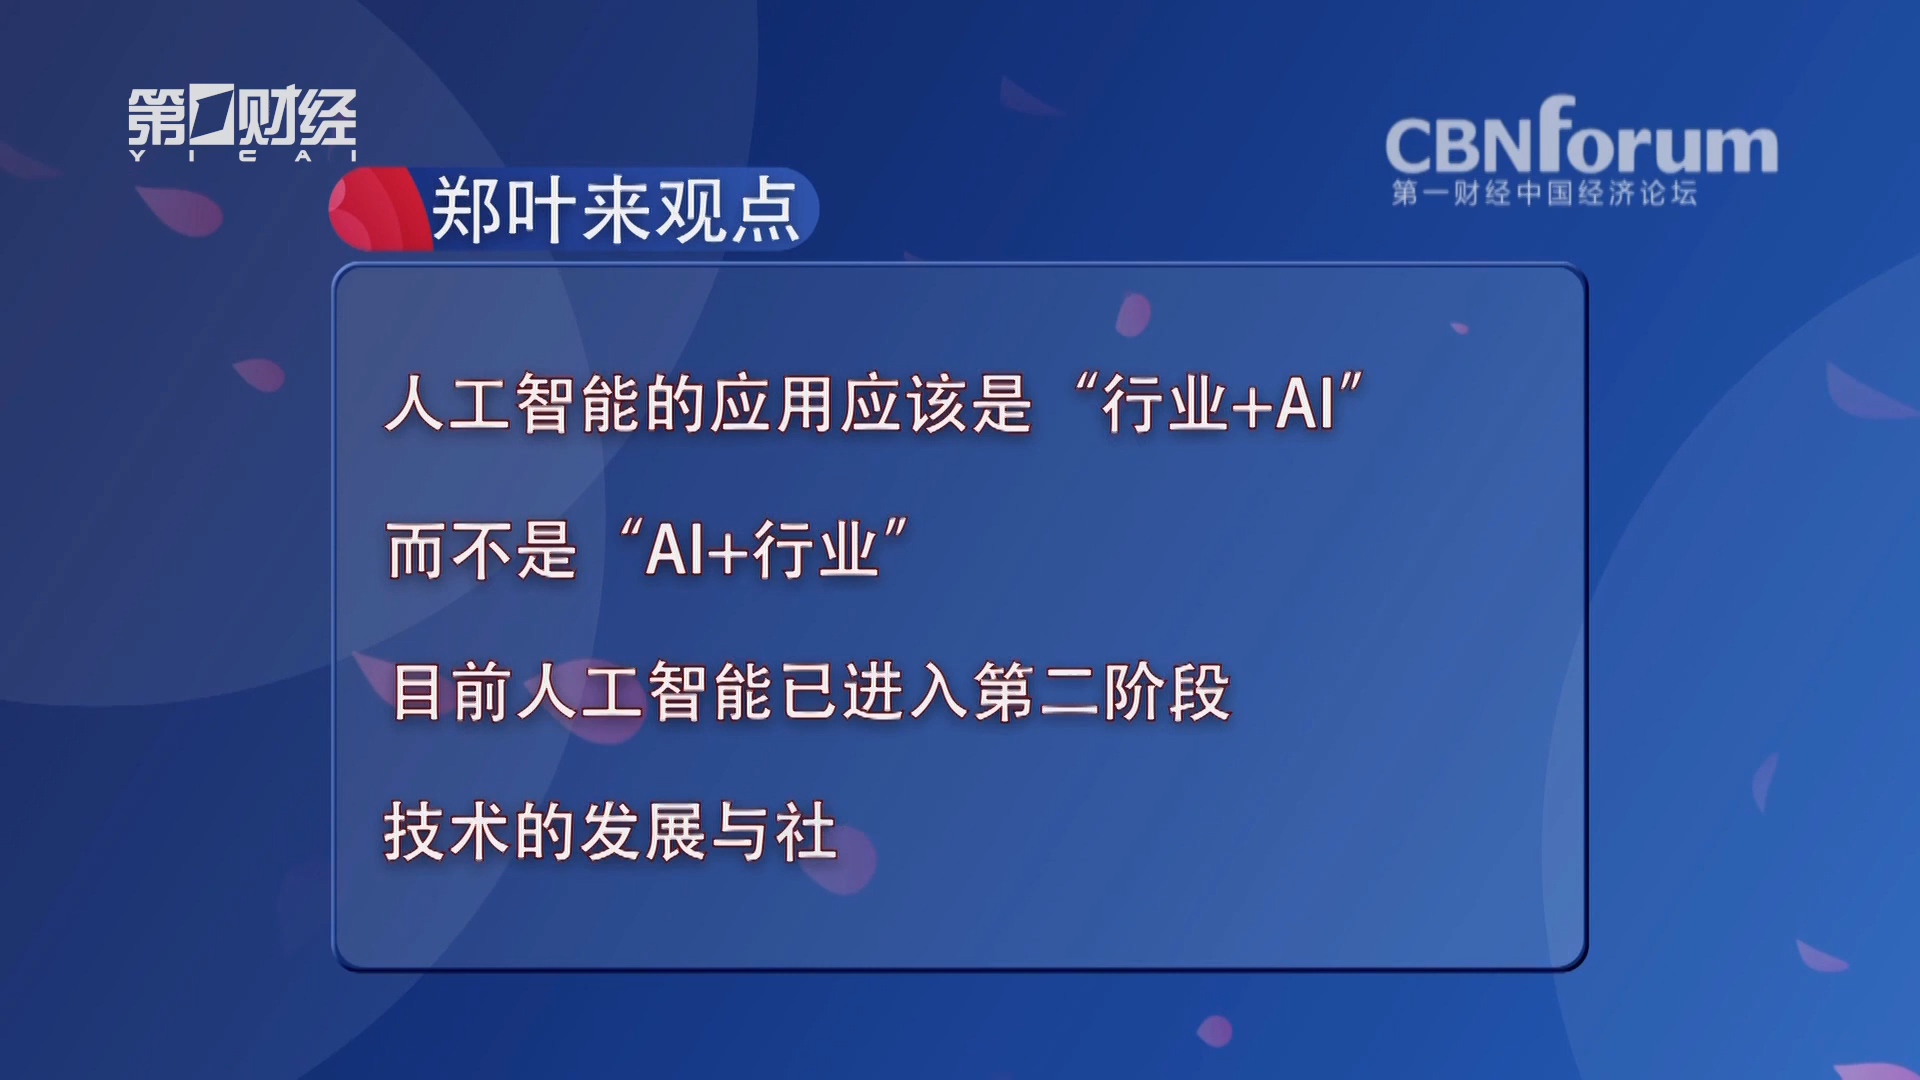 第一财经
YICAI
CBNforum
第一财经中国经济论坛
郑叶来观点
人工智能的应用应该是“行业+AI”
而不是“AI+行业”
目前人工智能已进入第二阶段
技术的发展与社